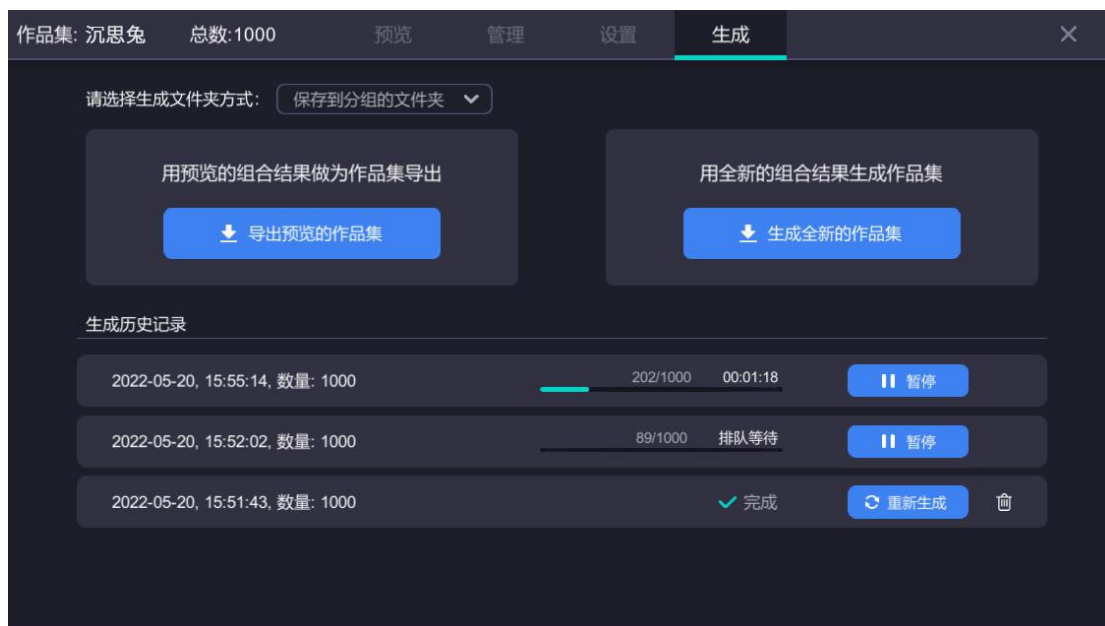 作品集: 沉思兔 总数:1000 预览 管理 设置 生成
请选择生成文件夹方式: 保存到分组的文件夹
用预览的组合结果做为作品集导出
导出预览的作品集
用全新的组合结果生成作品集
生成全新的作品集
生成历史记录
2022-05-20, 15:55:14, 数量: 1000 202/1000 00:01:18 暂停
2022-05-20, 15:52:02, 数量: 1000 89/1000 排队等待 暂停
2022-05-20, 15:51:43, 数量: 1000 完成 重新生成